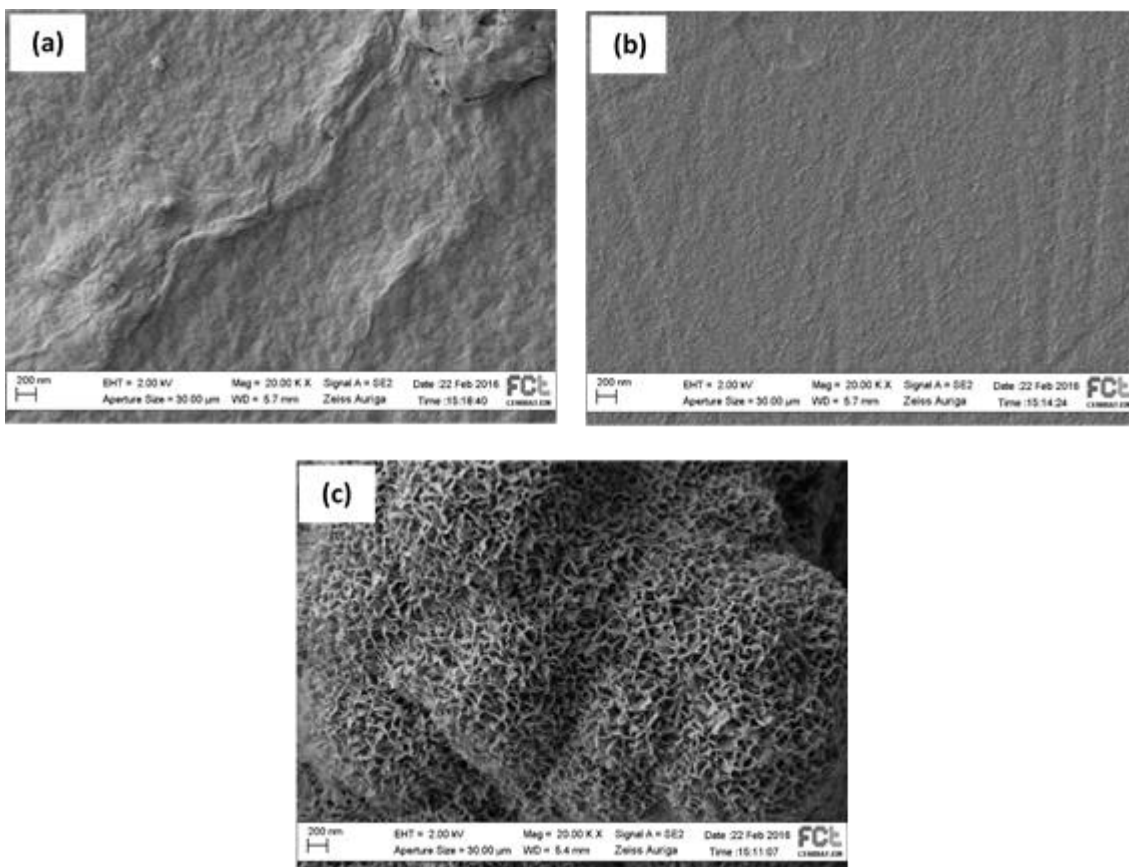 (a)
200 nm EHT = 2.00 kV Mag = 20.00 K X Signal A = SE2 Date :22 Feb 2016
Aperture Size = 30.00 µm WD = 5.7 mm Zeiss Auriga Time :15:18:40
FCt
(b)
200 nm EHT = 2.00 kV Mag = 20.00 K X Signal A = SE2 Date :22 Feb 2016
Aperture Size = 30.00 µm WD = 5.7 mm Zeiss Auriga Time :15:14:24
FCt
(c)
200 nm EHT = 2.00 kV Mag = 20.00 K X Signal A = SE2 Date :22 Feb 2016
Aperture Size = 30.00 µm WD = 5.4 mm Zeiss Auriga Time :15:11:07
FCt